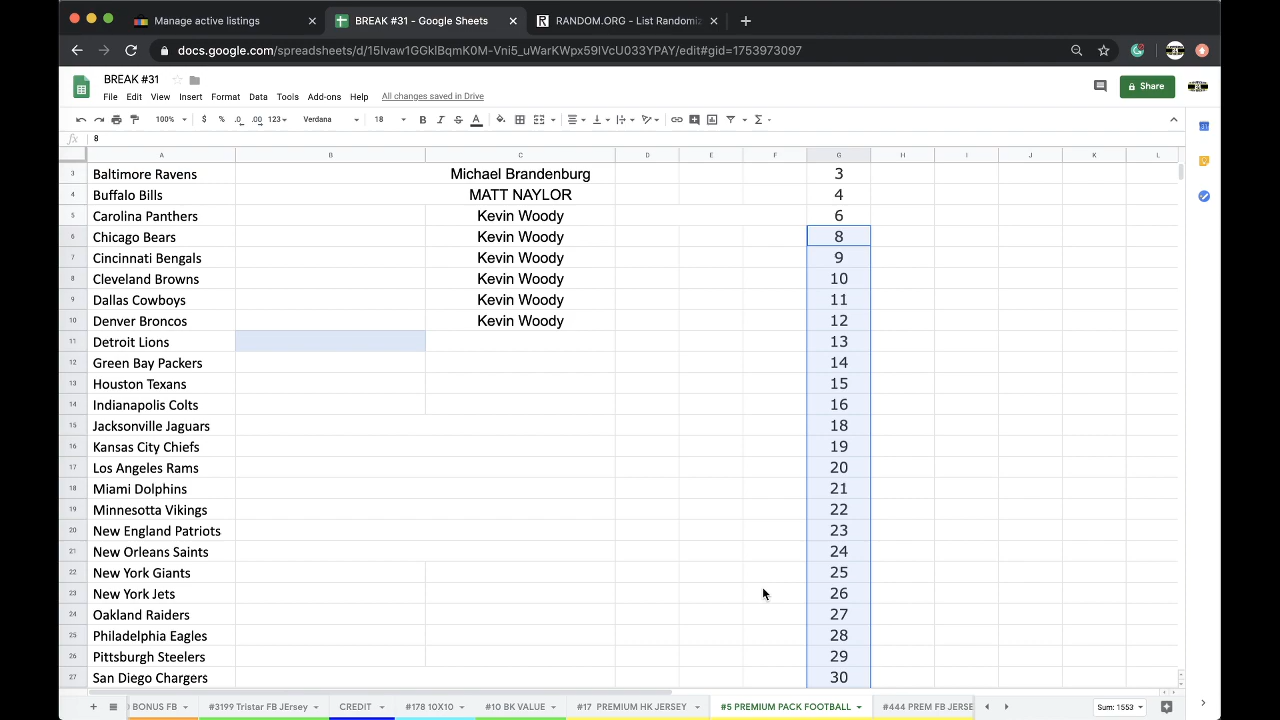 Manage active listings
BREAK #31 - Google Sheets
RANDOM.ORG - List Randomiz
docs.google.com/spreadsheets/d/15Ivaw1GGklBqmK0M-Vni5_uWarKWpx59IVcU033YPAY/edit#gid=1753973097
BREAK #31
File Edit View Insert Format Data Tools Add-ons Help All changes saved in Drive
Share
100% $ % .0 .00 123 Verdana 18 B I S A
fx 8
A B C D E F G H I J K L
3 Baltimore Ravens Michael Brandenburg 3
4 Buffalo Bills MATT NAYLOR 4
5 Carolina Panthers Kevin Woody 6
6 Chicago Bears Kevin Woody 8
7 Cincinnati Bengals Kevin Woody 9
8 Cleveland Browns Kevin Woody 10
9 Dallas Cowboys Kevin Woody 11
10 Denver Broncos Kevin Woody 12
11 Detroit Lions 13
12 Green Bay Packers 14
13 Houston Texans 15
14 Indianapolis Colts 16
15 Jacksonville Jaguars 18
16 Kansas City Chiefs 19
17 Los Angeles Rams 20
18 Miami Dolphins 21
19 Minnesotta Vikings 22
20 New England Patriots 23
21 New Orleans Saints 24
22 New York Giants 25
23 New York Jets 26
24 Oakland Raiders 27
25 Philadelphia Eagles 28
26 Pittsburgh Steelers 29
27 San Diego Chargers 30
BONUS FB #3199 Tristar FB Jersey CREDIT #178 10X10 #10 BK VALUE #17 PREMIUM HK JERSEY #5 PREMIUM PACK FOOTBALL #444 PREM FB JERSE Sum: 1553